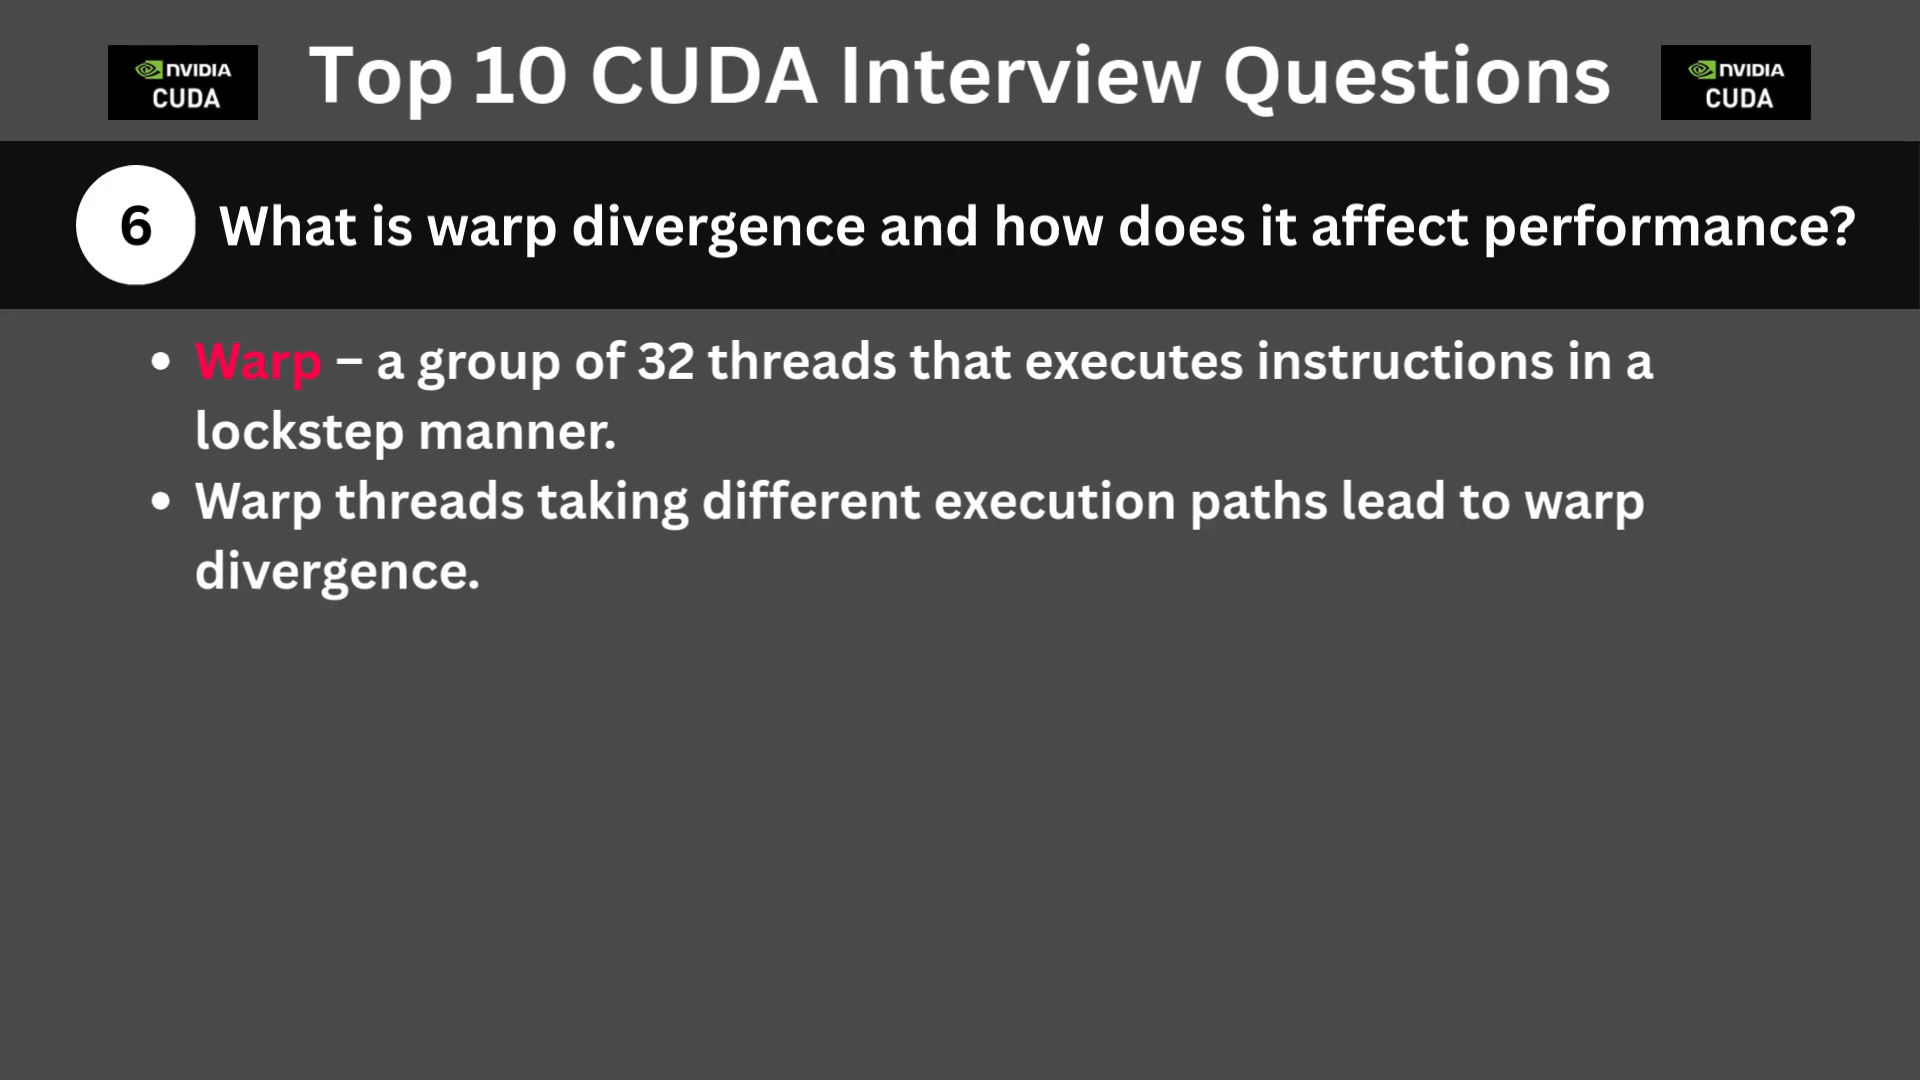 NVIDIA
CUDA
Top 10 CUDA Interview Questions
NVIDIA
CUDA
6
What is warp divergence and how does it affect performance?
• Warp – a group of 32 threads that executes instructions in a
lockstep manner.
• Warp threads taking different execution paths lead to warp
divergence.